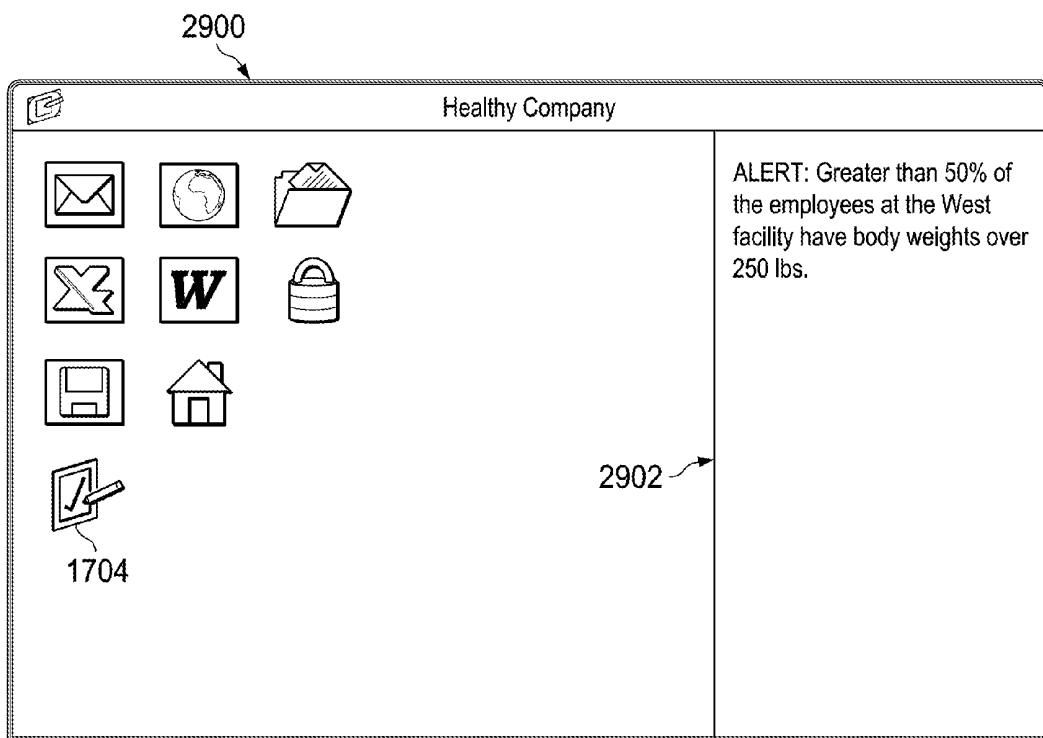 2900
Healthy Company
ALERT: Greater than 50% of
the employees at the West
facility have body weights over
250 lbs.
W
2902
1704